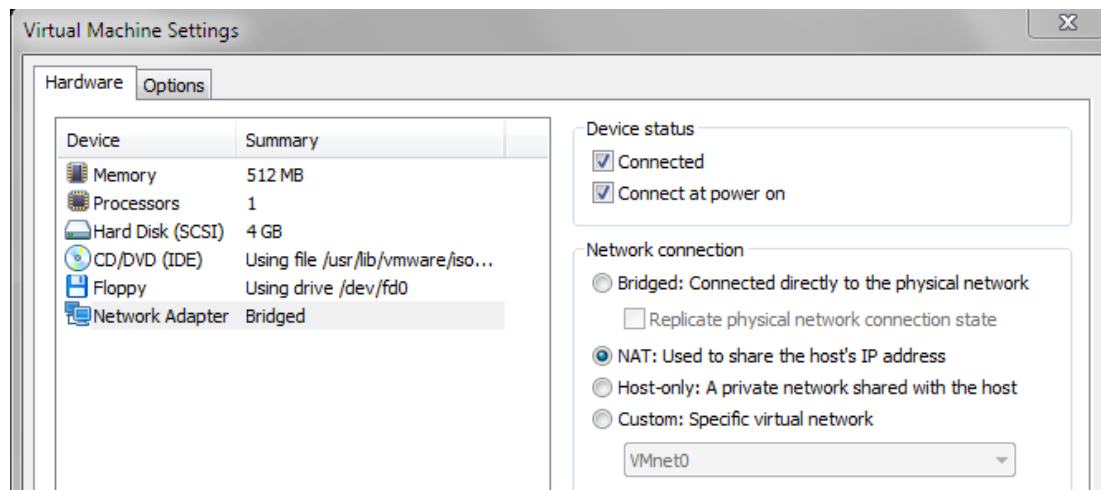 Virtual Machine Settings
Hardware Options
Device Summary
Memory 512 MB
Processors 1
Hard Disk (SCSI) 4 GB
CD/DVD (IDE) Using file /usr/lib/vmware/iso...
Floppy Using drive /dev/fd0
Network Adapter Bridged
Device status
Connected
Connect at power on
Network connection
Bridged: Connected directly to the physical network
Replicate physical network connection state
NAT: Used to share the host's IP address
Host-only: A private network shared with the host
Custom: Specific virtual network
VMnet0